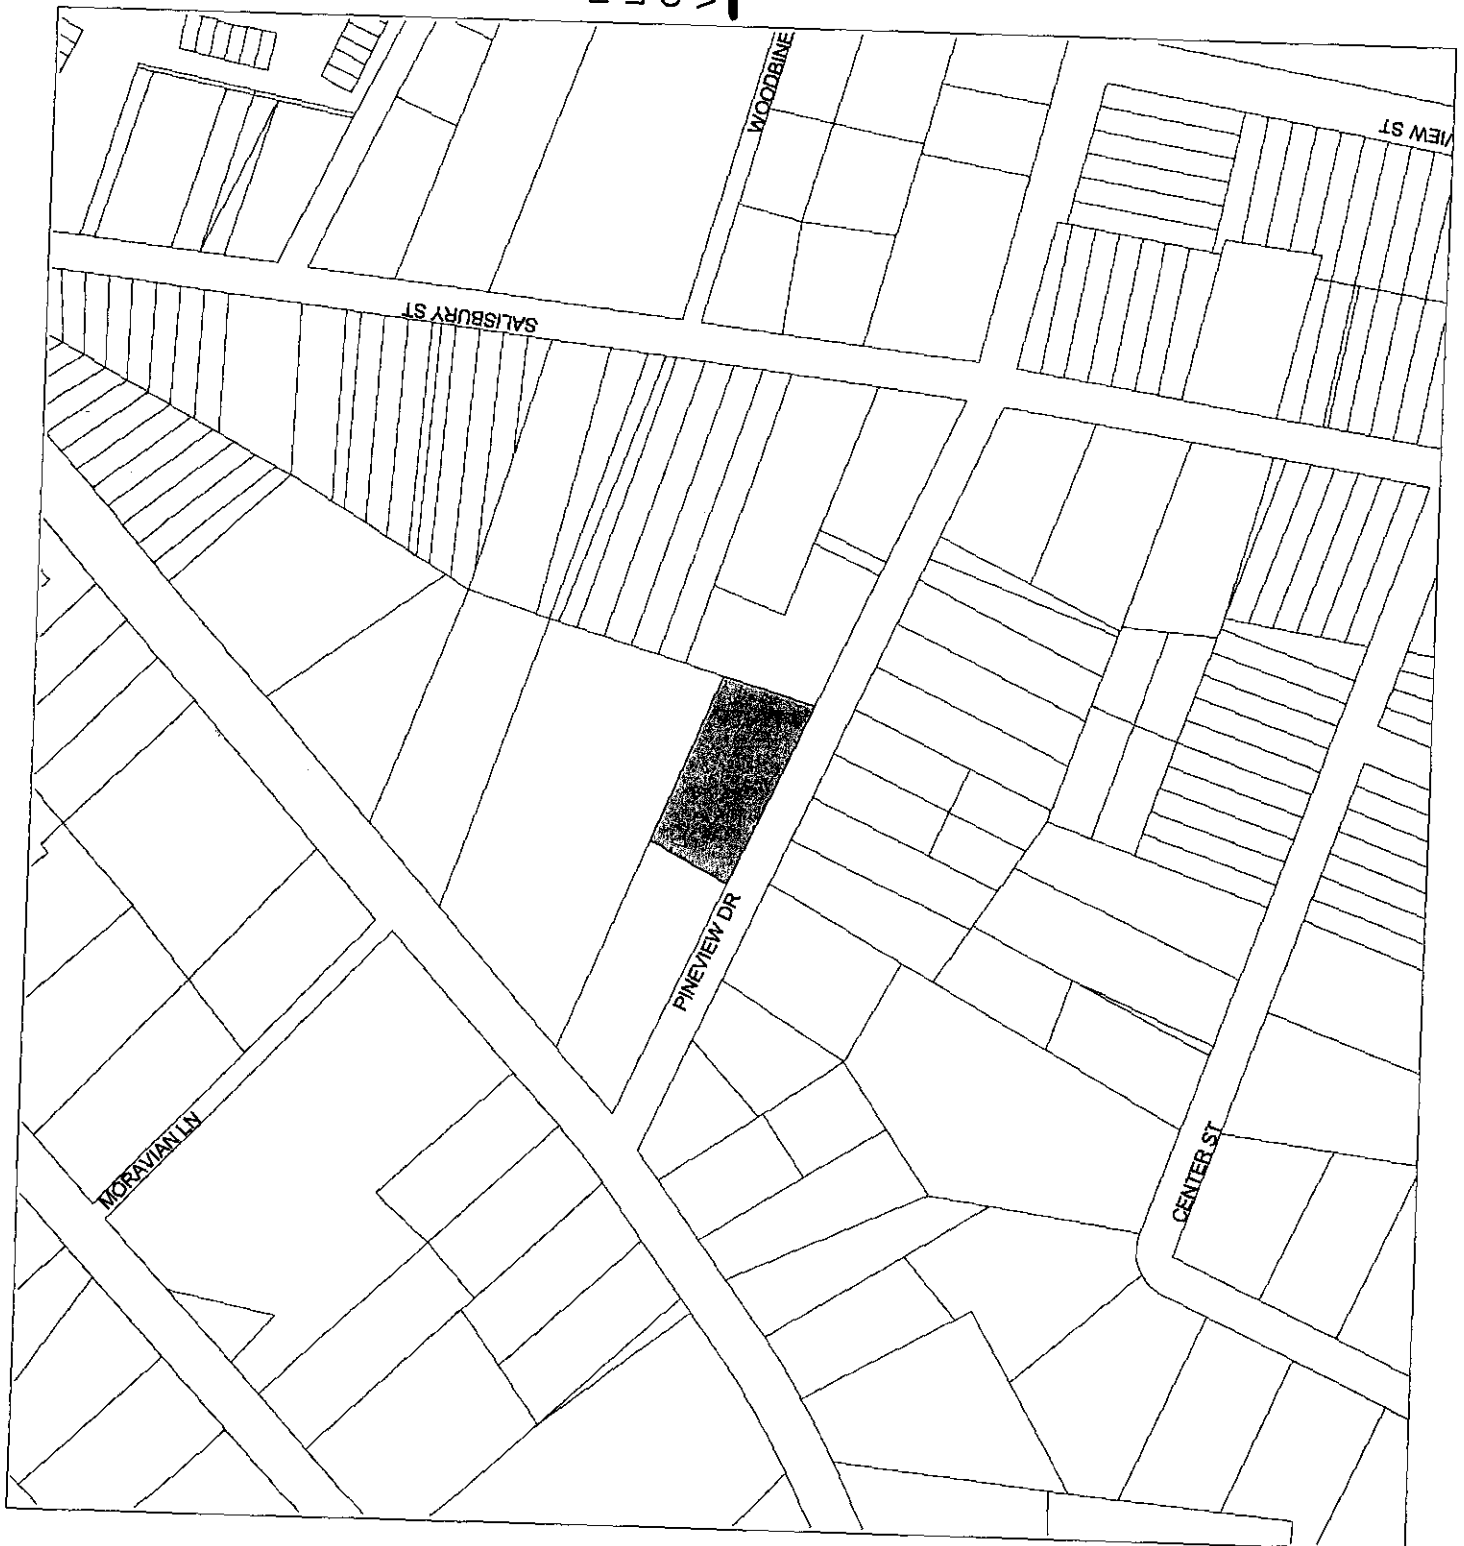 WOODBINE
VIEW ST
SALISBURY ST
PINEVIEW DR
MORAVIAN LN
CENTER ST